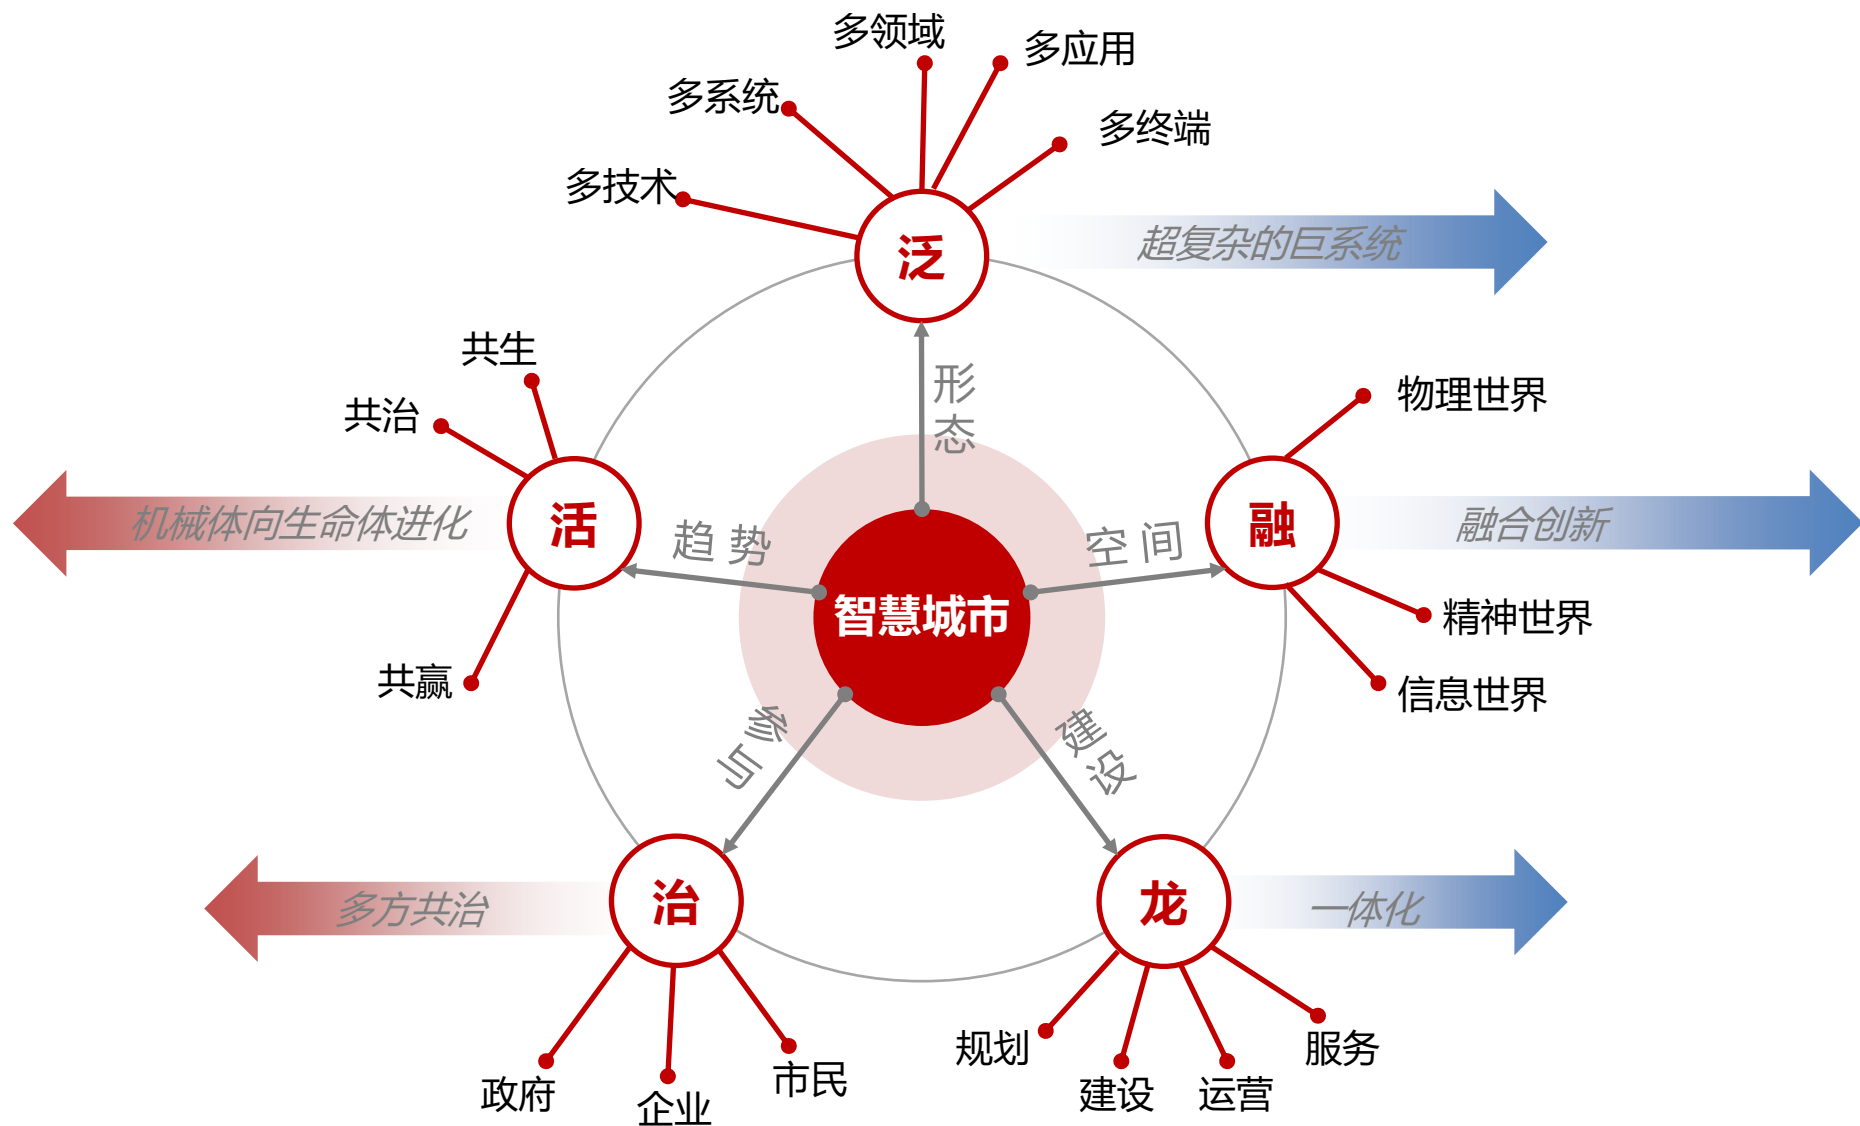 多领域
多应用
多系统
多终端
多技术
泛
超复杂的巨系统
形态
共生
共治
物理世界
活
机械体向生命体进化
趋势
空间
融
融合创新
智慧城市
精神世界
共赢
信息世界
参与
建设
治
多方共治
龙
一体化
规划
服务
政府
企业
市民
建设
运营